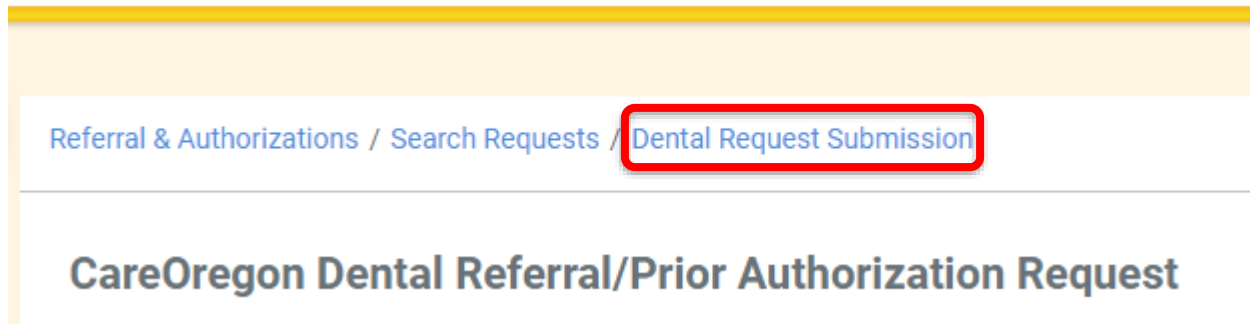 Referral & Authorizations / Search Requests / Dental Request Submission
CareOregon Dental Referral/Prior Authorization Request